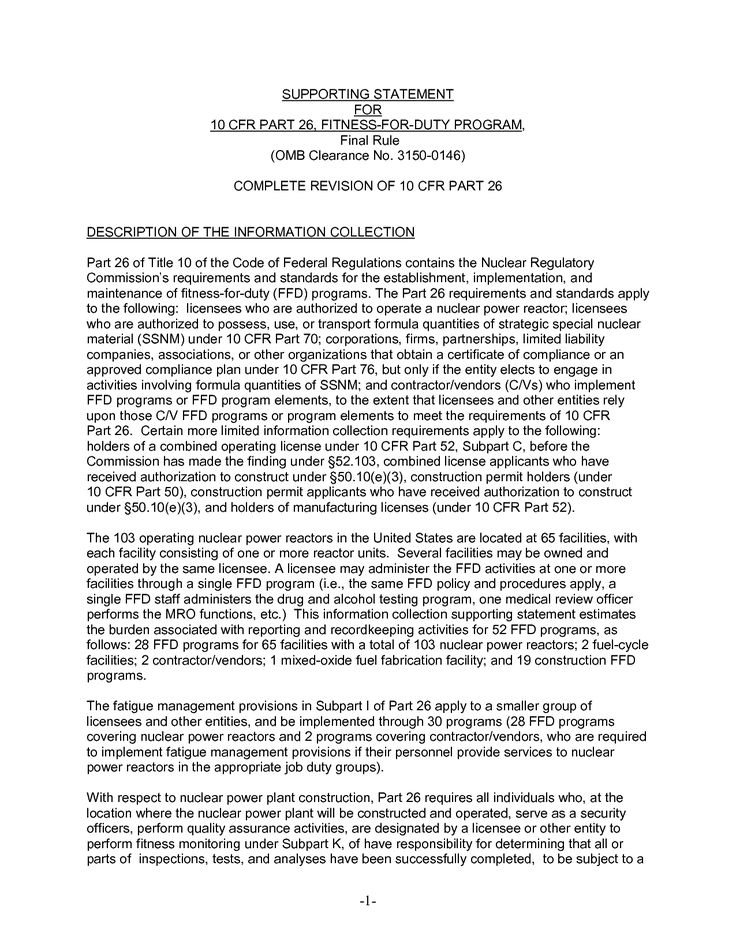 SUPPORTING STATEMENT
FOR
10 CFR PART 26, FITNESS-FOR-DUTY PROGRAM,
Final Rule
(OMB Clearance No. 3150-0146)
COMPLETE REVISION OF 10 CFR PART 26
DESCRIPTION OF THE INFORMATION COLLECTION
Part 26 of Title 10 of the Code of Federal Regulations contains the Nuclear Regulatory
Commission's requirements and standards for the establishment, implementation, and
maintenance of fitness-for-duty (FFD) programs. The Part 26 requirements and standards apply
to the following: licensees who are authorized to operate a nuclear power reactor; licensees
who are authorized to possess, use, or transport formula quantities of strategic special nuclear
material (SSNM) under 10 CFR Part 70; corporations, firms, partnerships, limited liability
companies, associations, or other organizations that obtain a certificate of compliance or an
approved compliance plan under 10 CFR Part 76, but only if the entity elects to engage in
activities involving formula quantities of SSNM; and contractor/vendors (C/Vs) who implement
FFD programs or FFD program elements, to the extent that licensees and other entities rely
upon those C/V FFD programs or program elements to meet the requirements of 10 CFR
Part 26. Certain more limited information collection requirements apply to the following:
holders of a combined operating license under 10 CFR Part 52, Subpart C, before the
Commission has made the finding under §52.103, combined license applicants who have
received authorization to construct under §50.10(e)(3), construction permit holders (under
10 CFR Part 50), construction permit applicants who have received authorization to construct
under §50.10(e)(3), and holders of manufacturing licenses (under 10 CFR Part 52).
The 103 operating nuclear power reactors in the United States are located at 65 facilities, with
each facility consisting of one or more reactor units. Several facilities may be owned and
operated by the same licensee. A licensee may administer the FFD activities at one or more
facilities through a single FFD program (i.e., the same FFD policy and procedures apply, a
single FFD staff administers the drug and alcohol testing program, one medical review officer
performs the MRO functions, etc.) This information collection supporting statement estimates
the burden associated with reporting and recordkeeping activities for 52 FFD programs, as
follows: 28 FFD programs for 65 facilities with a total of 103 nuclear power reactors; 2 fuel-cycle
facilities; 2 contractor/vendors; 1 mixed-oxide fuel fabrication facility; and 19 construction FFD
programs.
The fatigue management provisions in Subpart I of Part 26 apply to a smaller group of
licensees and other entities, and be implemented through 30 programs (28 FFD programs
covering nuclear power reactors and 2 programs covering contractor/vendors, who are required
to implement fatigue management provisions if their personnel provide services to nuclear
power reactors in the appropriate job duty groups).
With respect to nuclear power plant construction, Part 26 requires all individuals who, at the
location where the nuclear power plant will be constructed and operated, serve as a security
officers, perform quality assurance activities, are designated by a licensee or other entity to
perform fitness monitoring under Subpart K, of have responsibility for determining that all or
parts of inspections, tests, and analyses have been successfully completed, to be subject to a
-1-